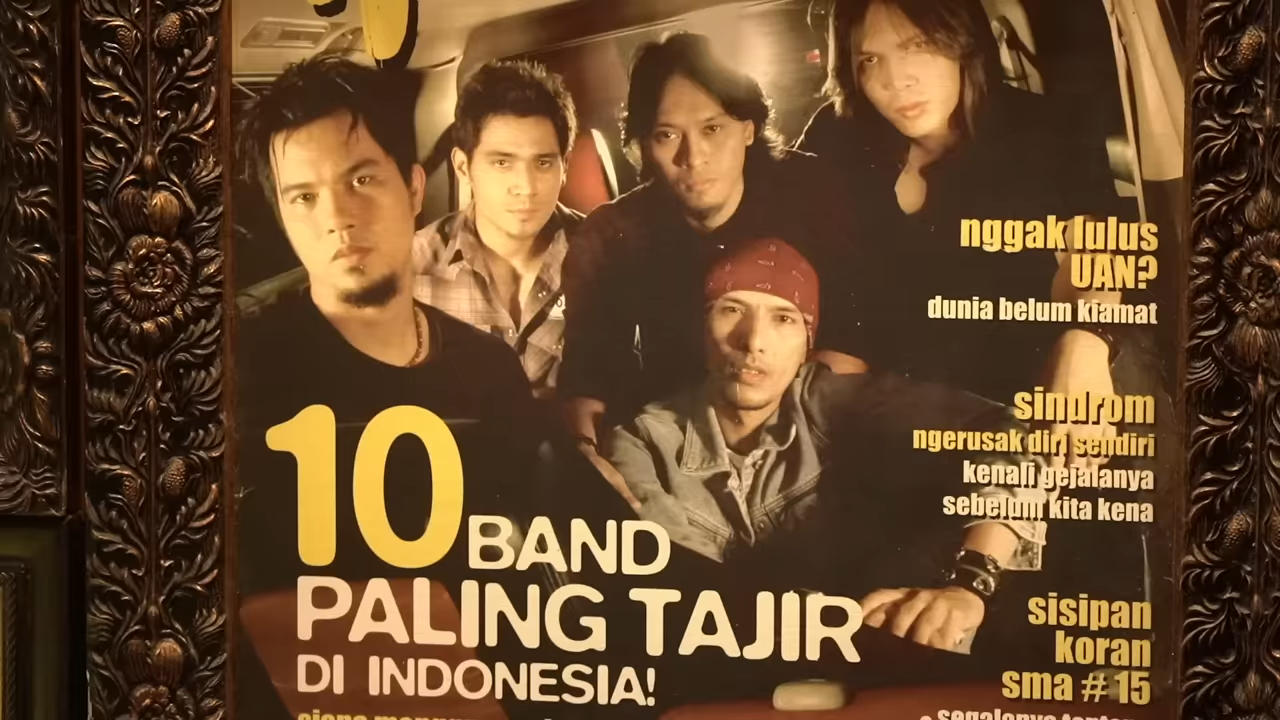 nggak lulus
UAN?
dunia belum kiamat
sindrom
ngerusak diri sendiri
kenali gejalanya
sebelum kita kena
10 BAND
PALING TAJIR
DI INDONESIA!
sisipan
koran
sma #15